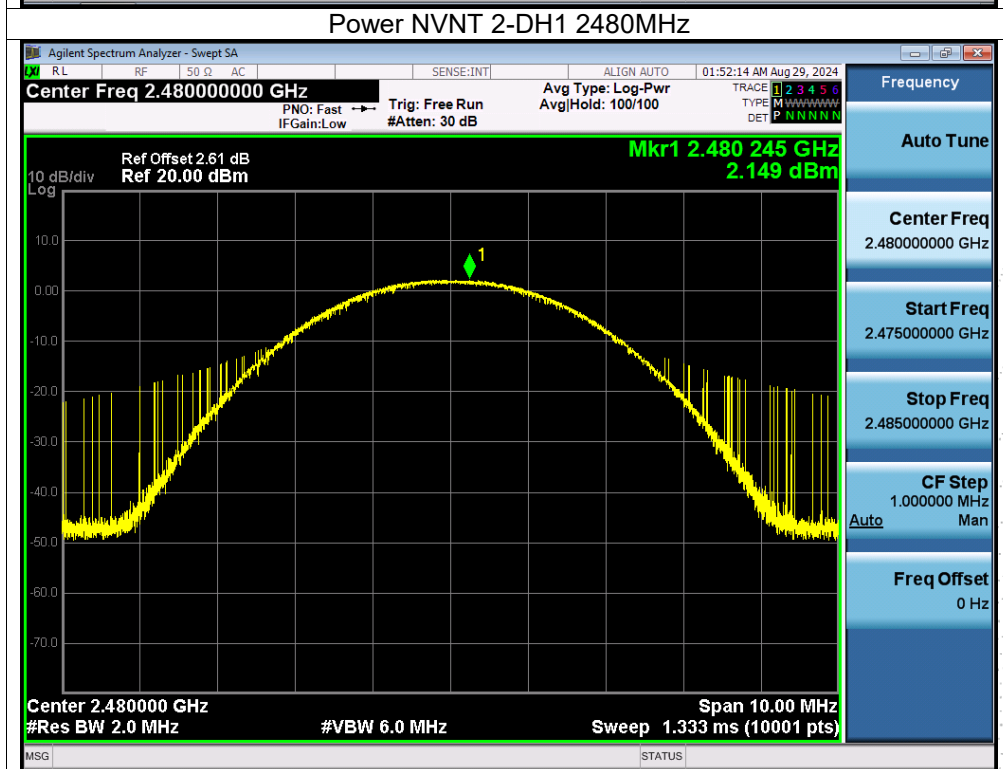 Power NVNT 2-DH1 2480MHz
Agilent Spectrum Analyzer - Swept SA
LXI RL RF 50 Ω AC SENSE:INT ALIGN AUTO 01:52:14 AM Aug 29, 2024
Center Freq 2.480000000 GHz
PNO: Fast
IFGain:Low
Trig: Free Run
#Atten: 30 dB
Avg Type: Log-Pwr
Avg|Hold: 100/100
TRACE 1 2 3 4 5 6
TYPE M WWWWW
DET P N N N N N
Mkr1 2.480 245 GHz
2.149 dBm
Ref Offset 2.61 dB
10 dB/div Ref 20.00 dBm
Log
10.0
0.00
-10.0
-20.0
-30.0
-40.0
-50.0
-60.0
-70.0
1
Center 2.480000 GHz Span 10.00 MHz
#Res BW 2.0 MHz #VBW 6.0 MHz Sweep 1.333 ms (10001 pts)
MSG STATUS
Frequency
Auto Tune
Center Freq
2.480000000 GHz
Start Freq
2.475000000 GHz
Stop Freq
2.485000000 GHz
CF Step
1.000000 MHz
Auto Man
Freq Offset
0 Hz